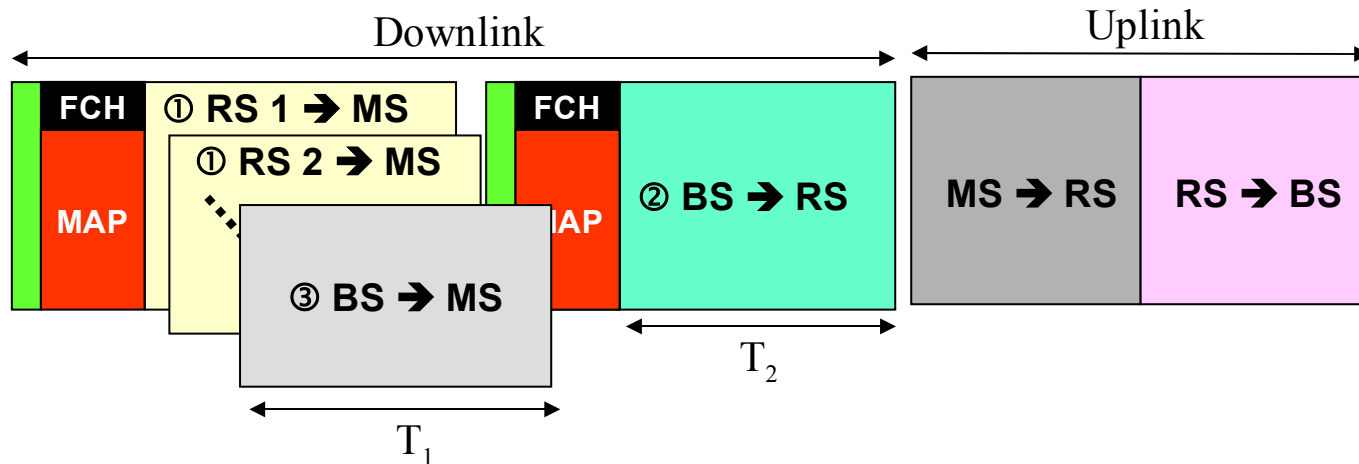 Downlink
Uplink
FCH
① RS 1 ➔ MS
FCH
① RS 2 ➔ MS
MAP
MAP
② BS ➔ RS
MS ➔ RS
RS ➔ BS
③ BS ➔ MS
T₂
T₁